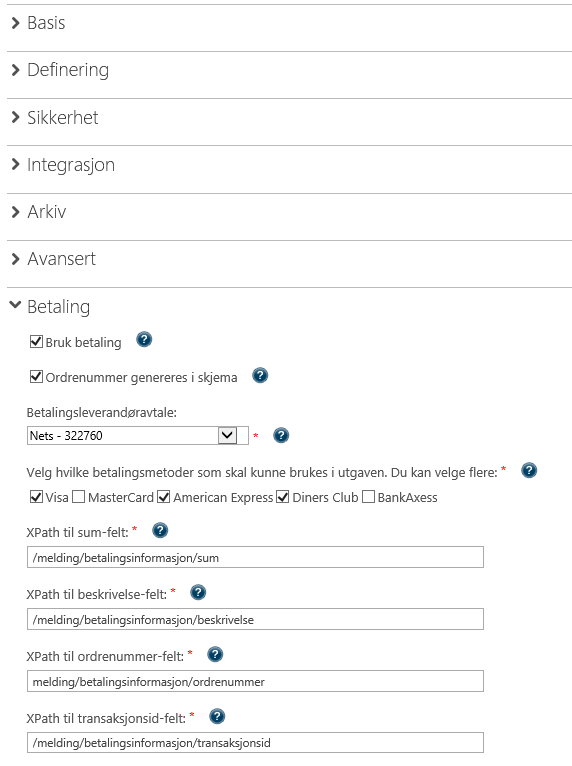 Basis
Definering
Sikkerhet
Integrasjon
Arkiv
Avansert
Betaling
Bruk betaling ?
Ordrenummer genereres i skjema ?
Betalingsleverandøravtale:
Nets - 322760 * ?
Velg hvilke betalingsmetoder som skal kunne brukes i utgaven. Du kan velge flere: * ?
Visa MasterCard American Express Diners Club BankAxess
XPath til sum-felt: * ?
/melding/betalingsinformasjon/sum
XPath til beskrivelse-felt: * ?
/melding/betalingsinformasjon/beskrivelse
XPath til ordrenummer-felt: * ?
melding/betalingsinformasjon/ordrenummer
XPath til transaksjonsid-felt: * ?
/melding/betalingsinformasjon/transaksjonsid